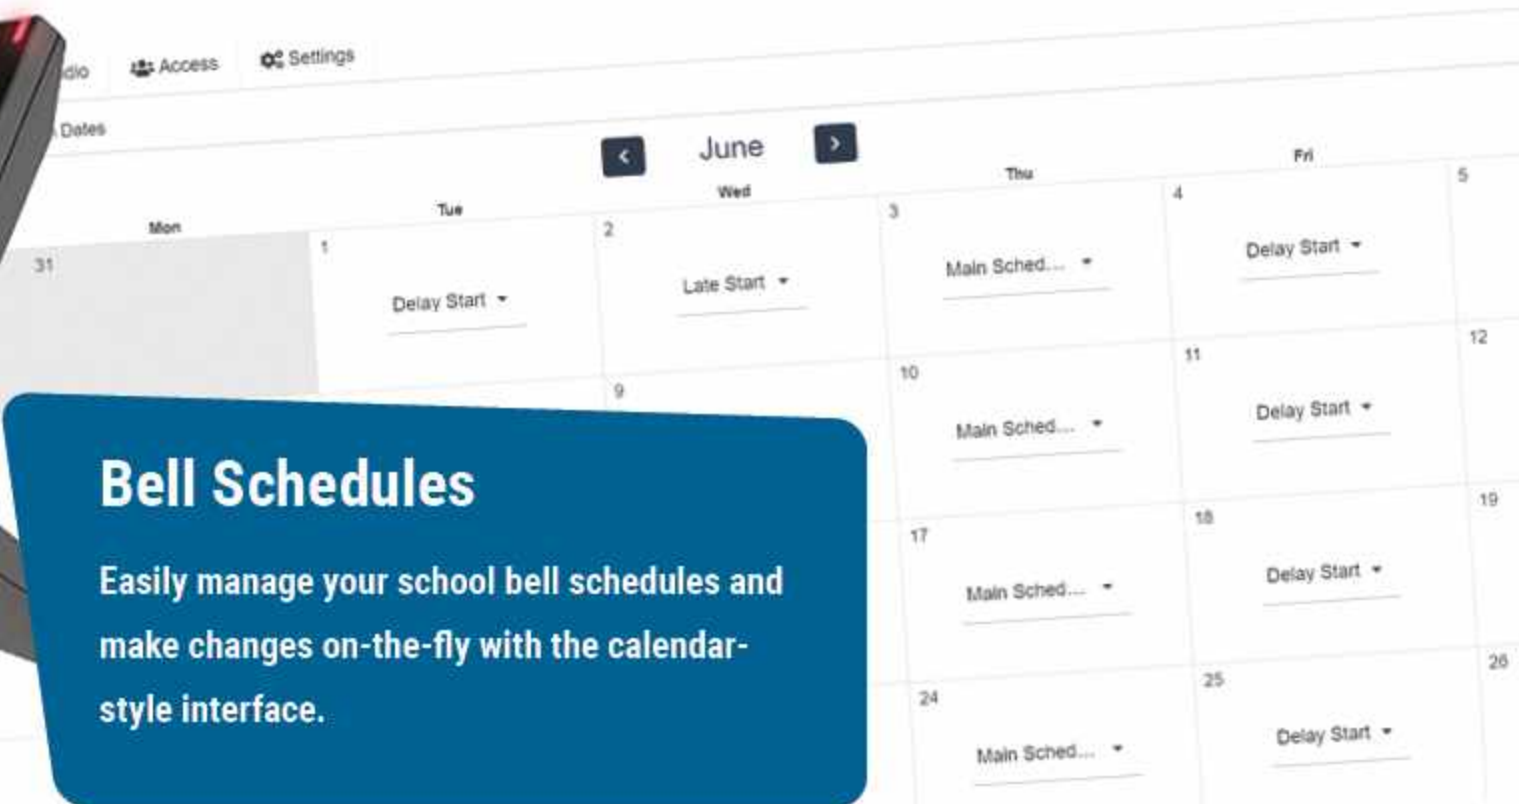 Access Settings
Dates
June
Mon Tue Wed Thu Fri
31 1 2 3 4 5
Delay Start Late Start Main Sched... Delay Start
9 10 11 12
Main Sched... Delay Start
17 18 19
Main Sched... Delay Start
24 25 26
Main Sched... Delay Start
Bell Schedules
Easily manage your school bell schedules and
make changes on-the-fly with the calendar-
style interface.